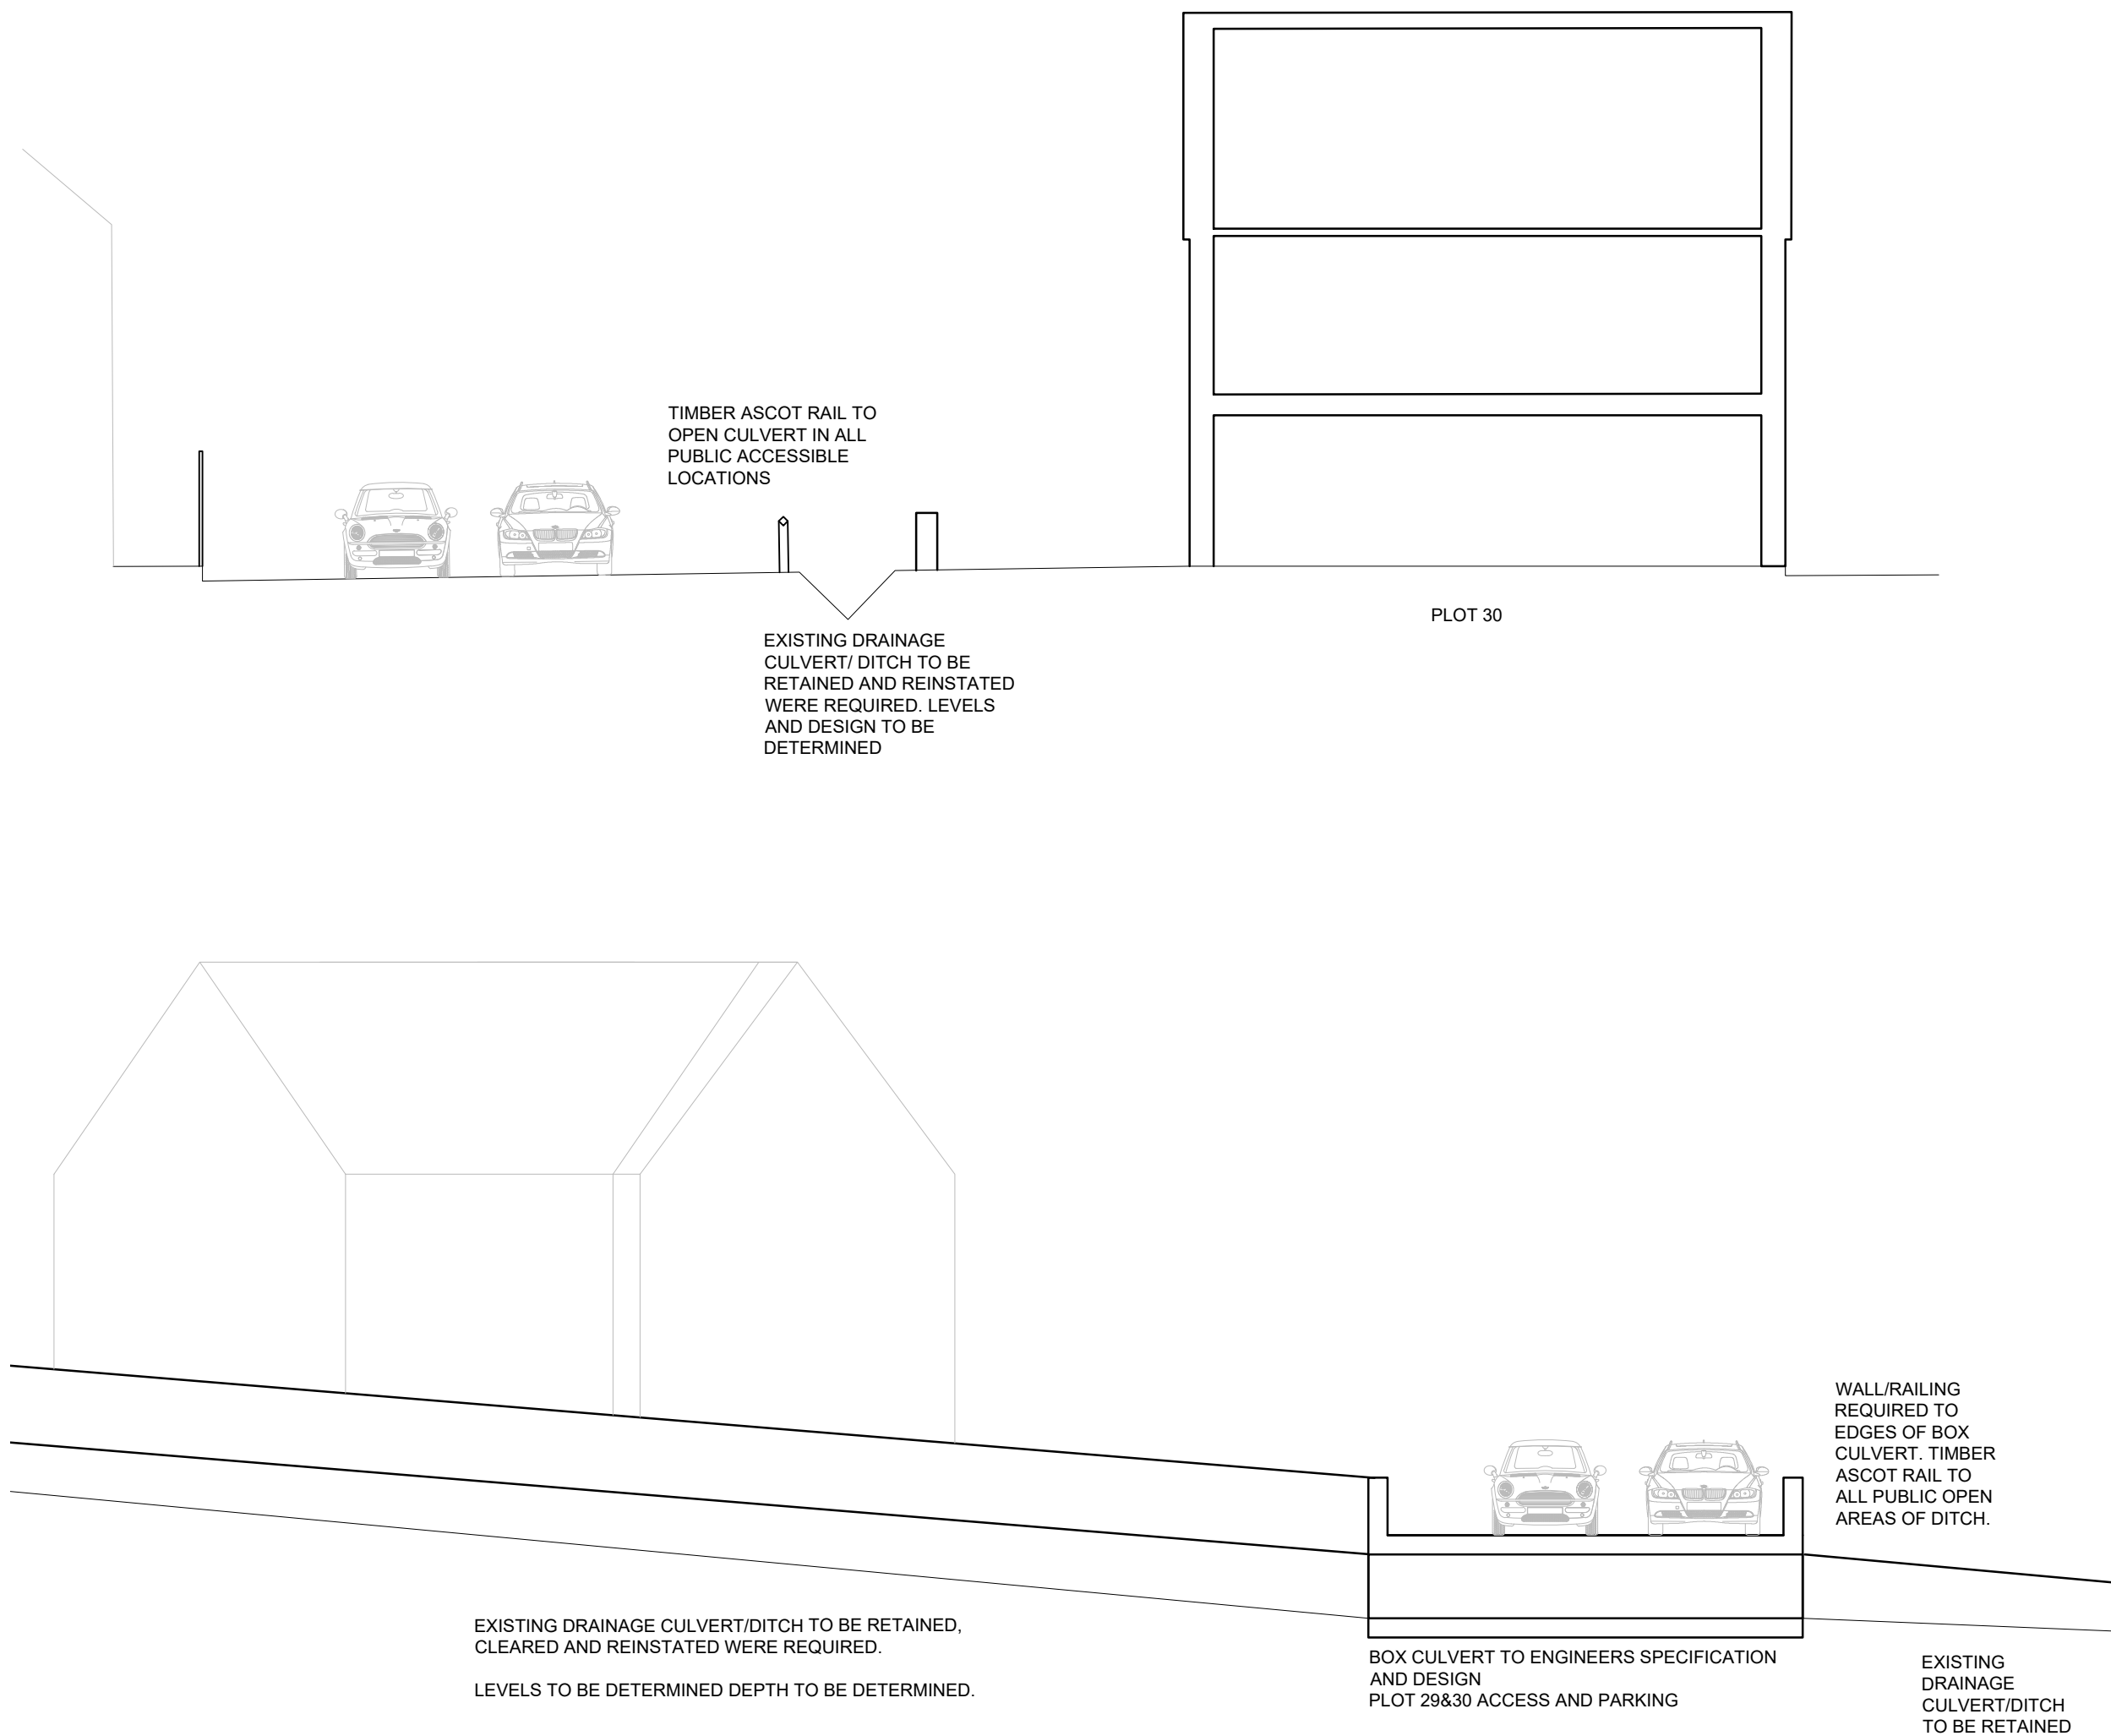 TIMBER ASCOT RAIL TO
OPEN CULVERT IN ALL
PUBLIC ACCESSIBLE
LOCATIONS
EXISTING DRAINAGE
CULVERT/ DITCH TO BE
RETAINED AND REINSTATED
WERE REQUIRED. LEVELS
AND DESIGN TO BE
DETERMINED
PLOT 30
WALL/RAILING
REQUIRED TO
EDGES OF BOX
CULVERT. TIMBER
ASCOT RAIL TO
ALL PUBLIC OPEN
AREAS OF DITCH.
EXISTING DRAINAGE CULVERT/DITCH TO BE RETAINED,
CLEARED AND REINSTATED WERE REQUIRED.
LEVELS TO BE DETERMINED DEPTH TO BE DETERMINED.
BOX CULVERT TO ENGINEERS SPECIFICATION
AND DESIGN
PLOT 29&30 ACCESS AND PARKING
EXISTING
DRAINAGE
CULVERT/DITCH
TO BE RETAINED